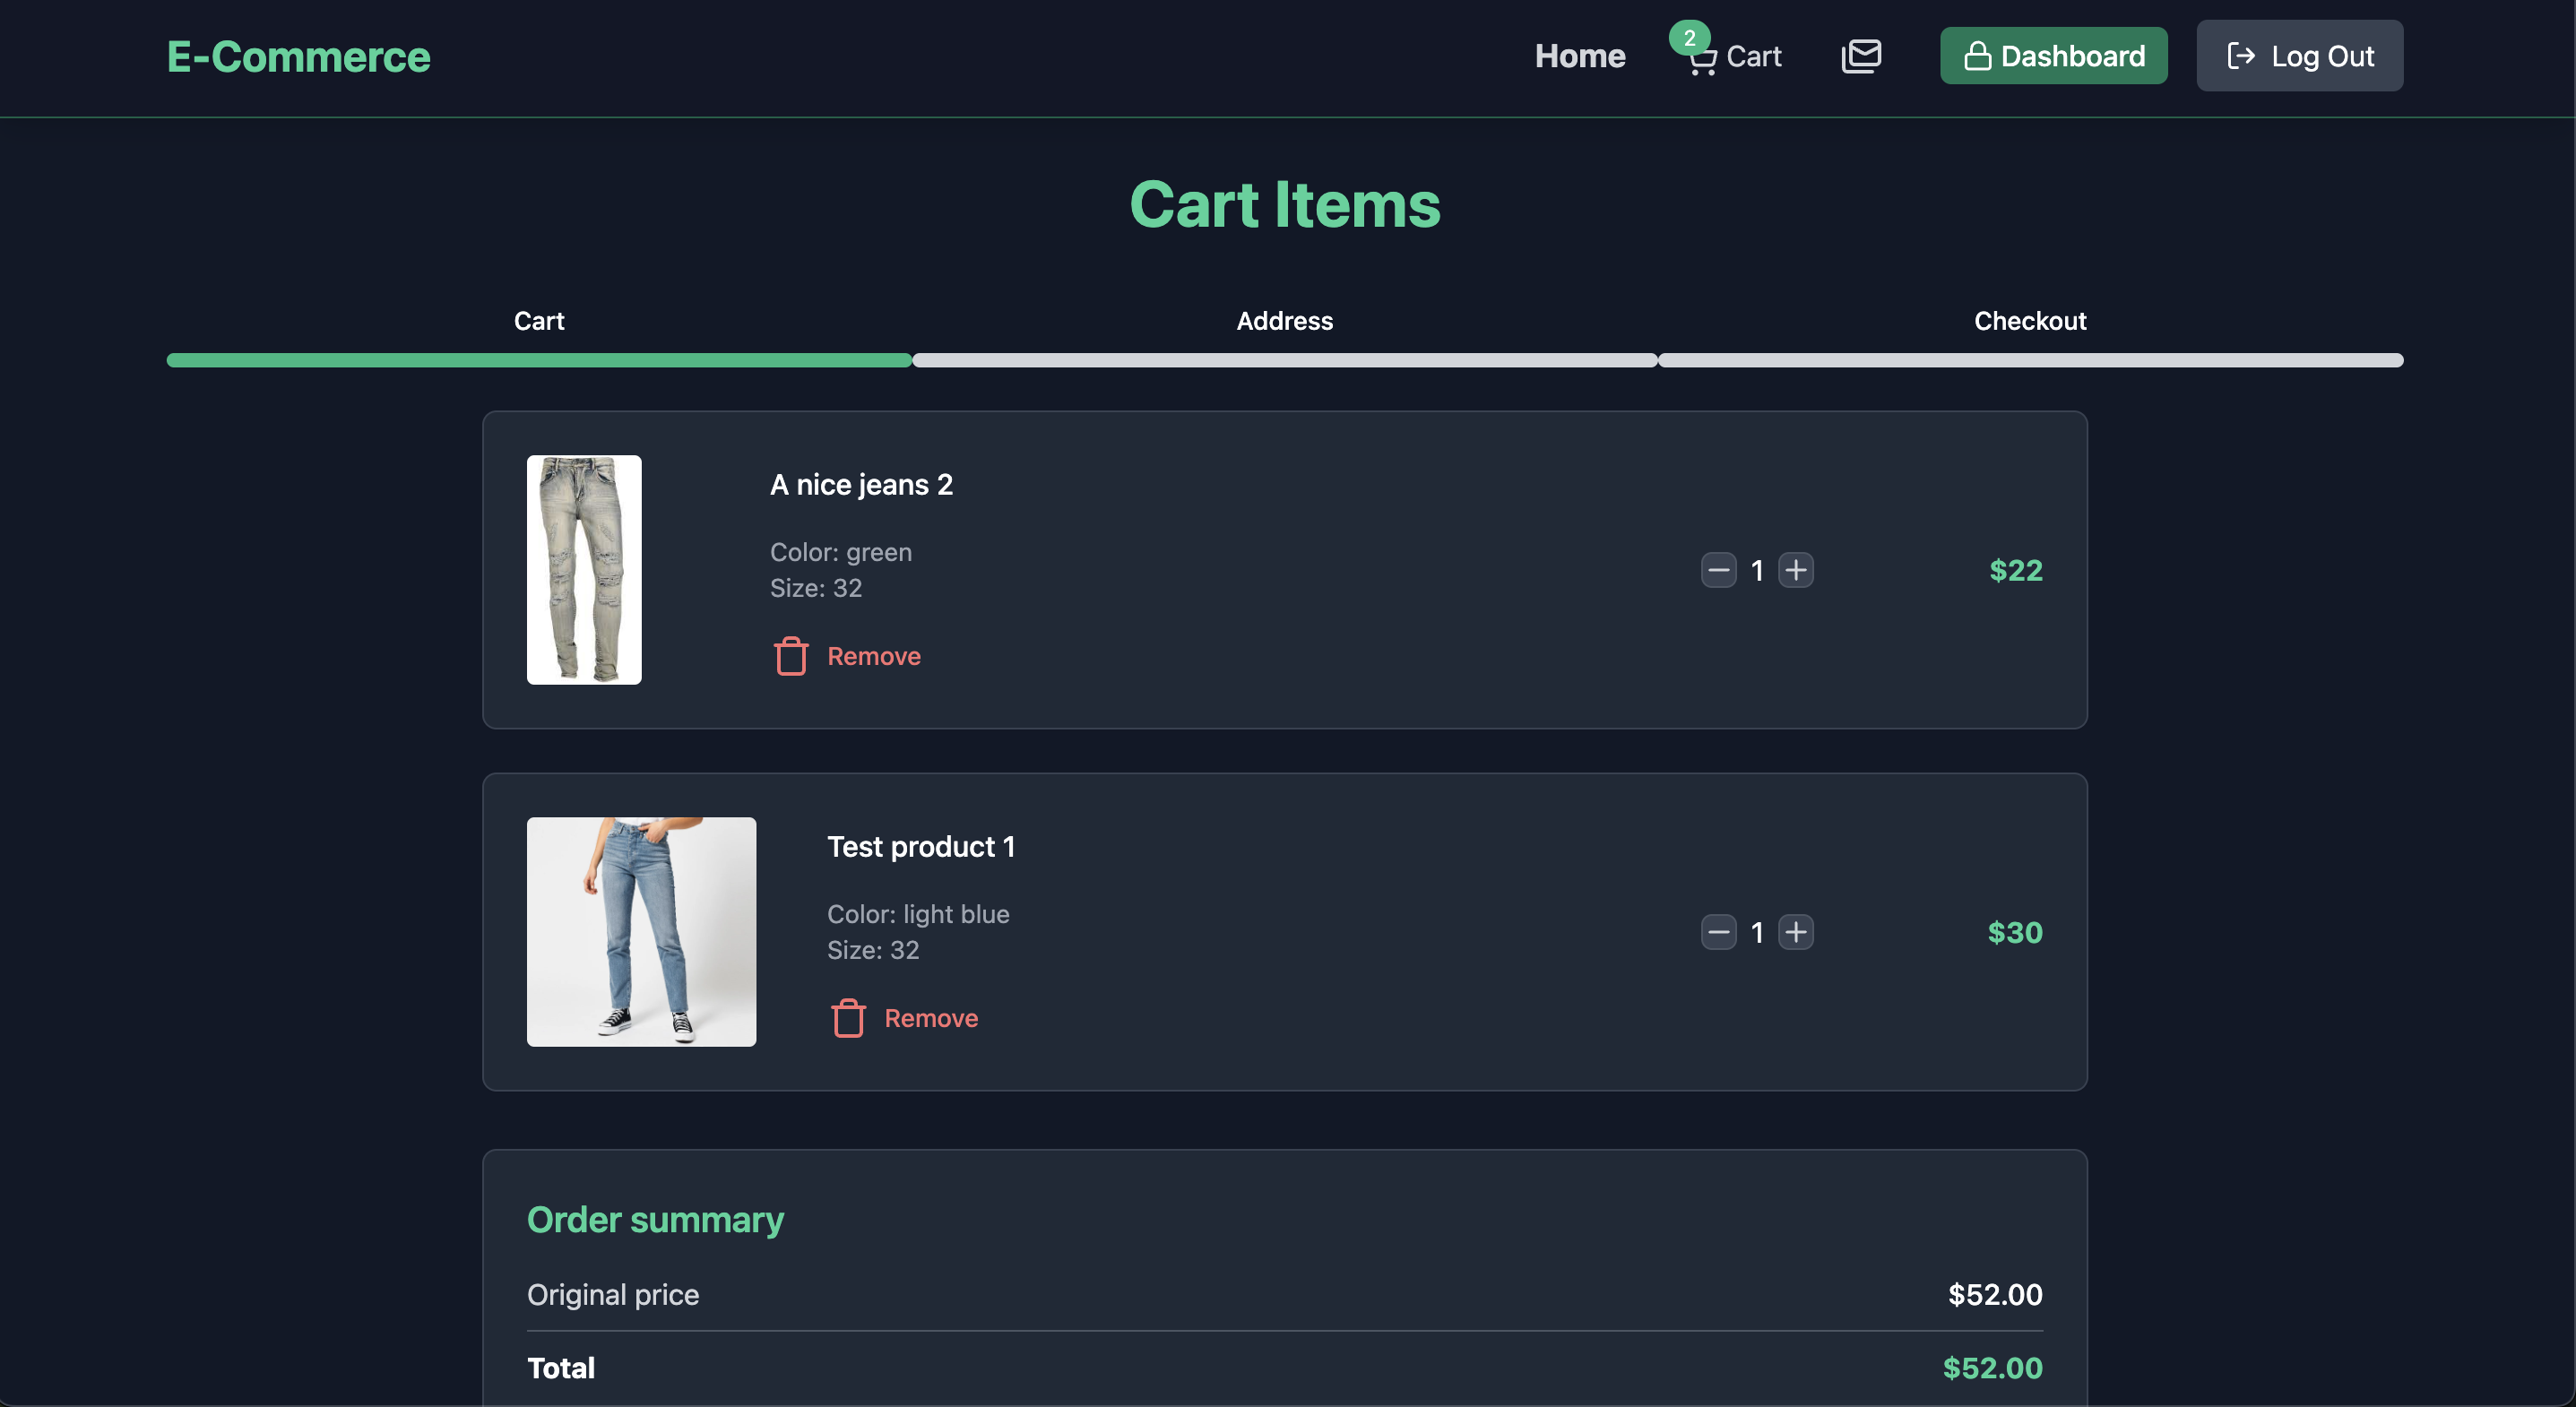 E-Commerce
Home
2
Cart
Dashboard
Log Out
Cart Items
Cart
Address
Checkout
A nice jeans 2
Color: green
Size: 32
Remove
1
$22
Test product 1
Color: light blue
Size: 32
Remove
1
$30
Order summary
Original price
$52.00
Total
$52.00